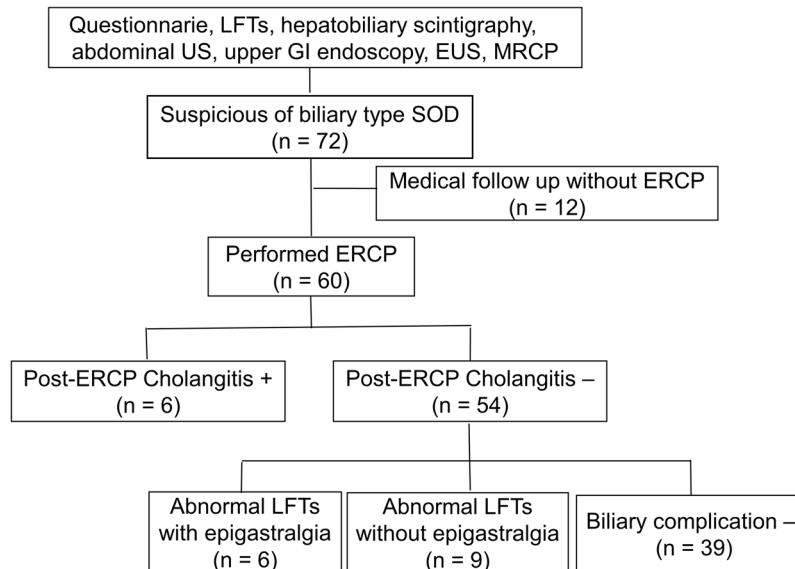 Questionnarie, LFTs, hepatobiliary scintigraphy,
abdominal US, upper GI endoscopy, EUS, MRCP
Suspicious of biliary type SOD
(n = 72)
Medical follow up without ERCP
(n = 12)
Performed ERCP
(n = 60)
Post-ERCP Cholangitis +
(n = 6)
Post-ERCP Cholangitis –
(n = 54)
Abnormal LFTs
with epigastralgia
(n = 6)
Abnormal LFTs
without epigastralgia
(n = 9)
Biliary complication –
(n = 39)